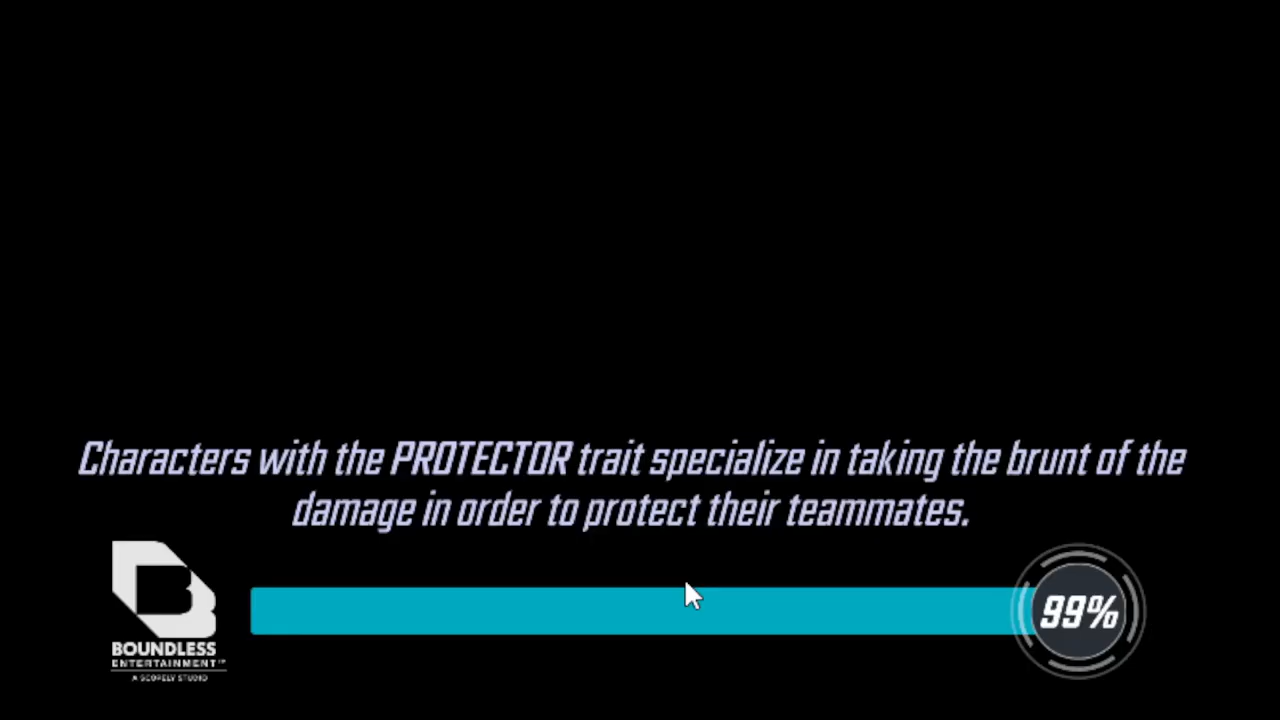 Characters with the PROTECTOR trait specialize in taking the brunt of the
damage in order to protect their teammates.
99%
BOUNDLESS
ENTERTAINMENT™
A SCOPELY STUDIO